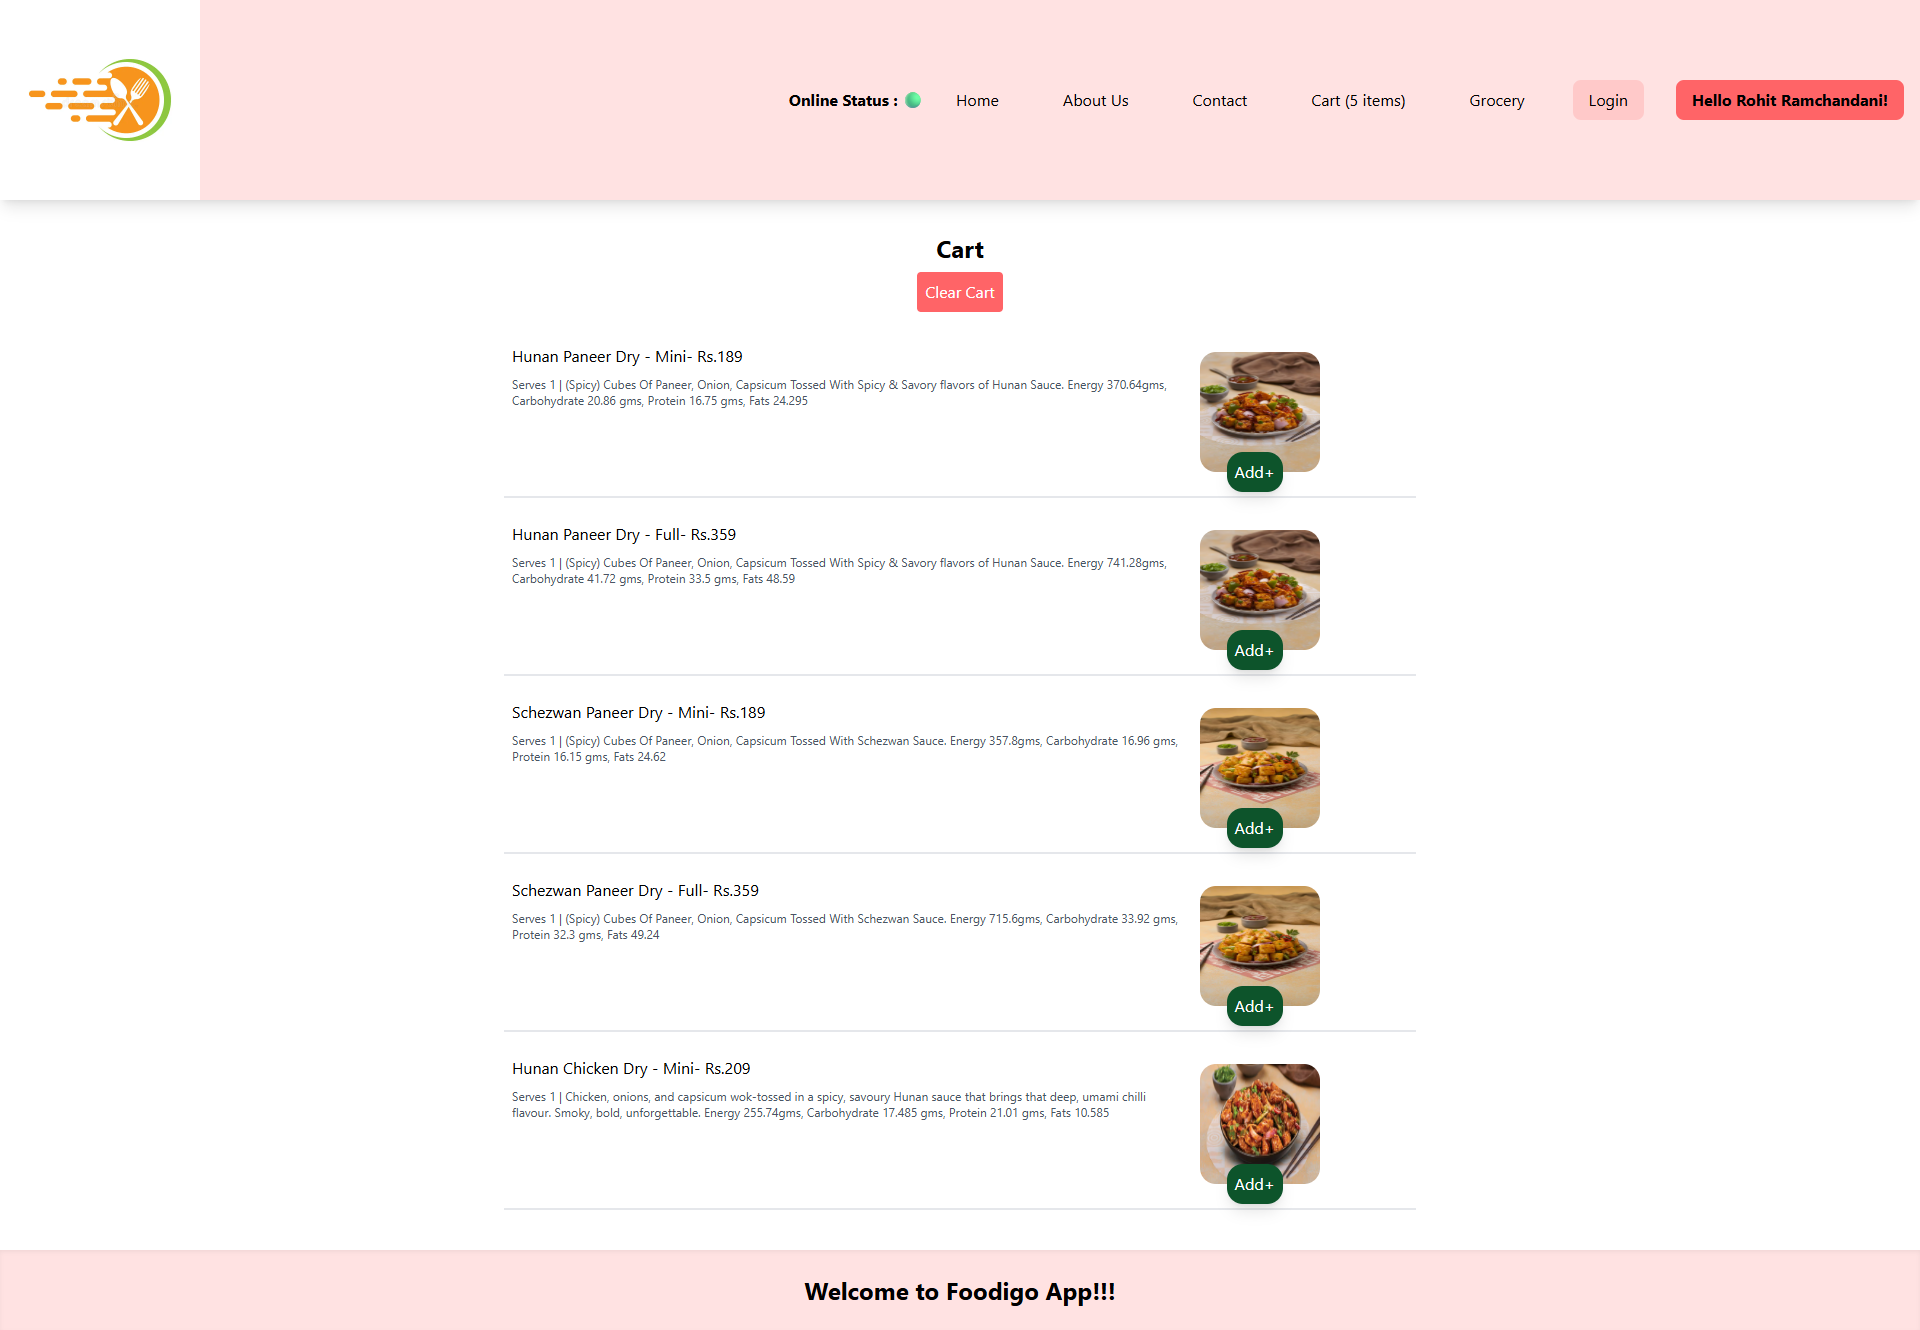 Online Status :
Home
About Us
Contact
Cart (5 items)
Grocery
Login
Hello Rohit Ramchandani!
Cart
Clear Cart
Hunan Paneer Dry - Mini- Rs.189
Serves 1 | (Spicy) Cubes Of Paneer, Onion, Capsicum Tossed With Spicy & Savory flavors of Hunan Sauce. Energy 370.64gms,
Carbohydrate 20.86 gms, Protein 16.75 gms, Fats 24.295
Add+
Hunan Paneer Dry - Full- Rs.359
Serves 1 | (Spicy) Cubes Of Paneer, Onion, Capsicum Tossed With Spicy & Savory flavors of Hunan Sauce. Energy 741.28gms,
Carbohydrate 41.72 gms, Protein 33.5 gms, Fats 48.59
Add+
Schezwan Paneer Dry - Mini- Rs.189
Serves 1 | (Spicy) Cubes Of Paneer, Onion, Capsicum Tossed With Schezwan Sauce. Energy 357.8gms, Carbohydrate 16.96 gms,
Protein 16.15 gms, Fats 24.62
Add+
Schezwan Paneer Dry - Full- Rs.359
Serves 1 | (Spicy) Cubes Of Paneer, Onion, Capsicum Tossed With Schezwan Sauce. Energy 715.6gms, Carbohydrate 33.92 gms,
Protein 32.3 gms, Fats 49.24
Add+
Hunan Chicken Dry - Mini- Rs.209
Serves 1 | Chicken, onions, and capsicum wok-tossed in a spicy, savoury Hunan sauce that brings that deep, umami chilli
flavour. Smoky, bold, unforgettable. Energy 255.74gms, Carbohydrate 17.485 gms, Protein 21.01 gms, Fats 10.585
Add+
Welcome to Foodigo App!!!